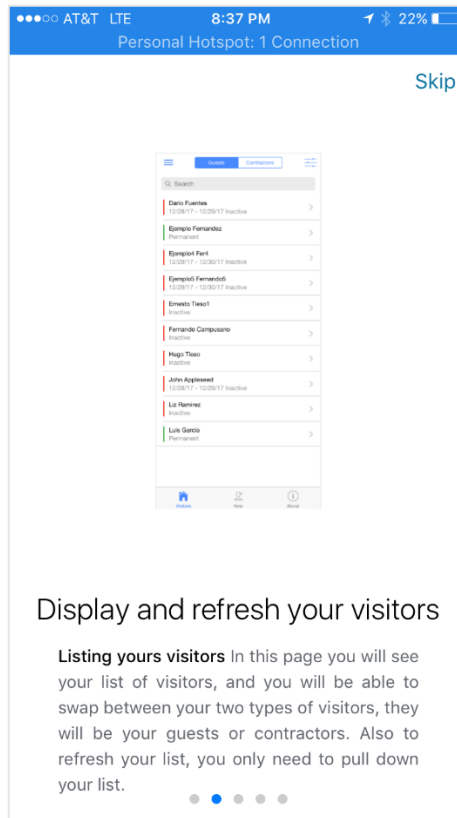 AT&T LTE 8:37 PM 22%
Personal Hotspot: 1 Connection
Skip
Guests Contractors
Search
Dario Fuentes
12/28/17 - 12/29/17 Inactive
Ejemplo Fernandez
Permanent
Ejemplo4 Fer4
12/28/17 - 12/30/17 Inactive
Ejemplo5 Fernando5
12/29/17 - 12/30/17 Inactive
Ernesto Tieso1
Inactive
Fernando Campusano
Inactive
Hugo Tieso
Inactive
John Appleseed
12/28/17 - 12/29/17 Inactive
Liz Ramirez
Inactive
Luis Garcia
Permanent
Visitors New About
Display and refresh your visitors
Listing yours visitors In this page you will see
your list of visitors, and you will be able to
swap between your two types of visitors, they
will be your guests or contractors. Also to
refresh your list, you only need to pull down
your list.